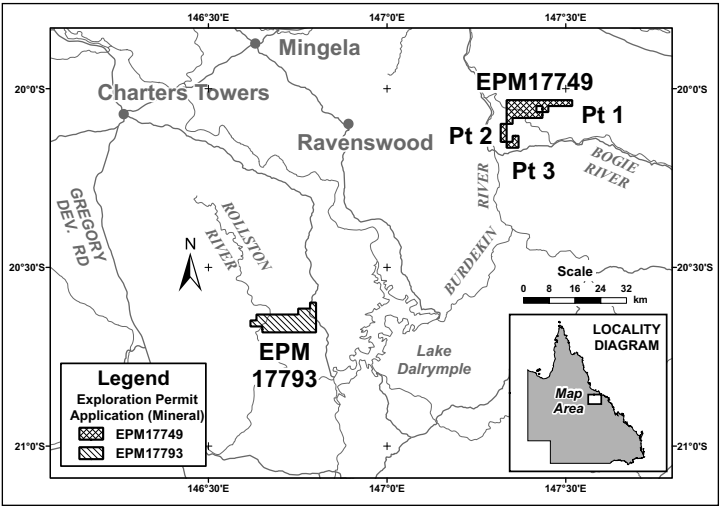 146°30'E
147°0'E
147°30'E
Mingela
20°0'S
20°0'S
EPM17749
Charters Towers
Pt 1
Ravenswood
Pt 2
BOGIE
RIVER
Pt 3
GREGORY
DEV. RD
ROLLSTON
RIVER
RIVER
BURDEKIN
N
20°30'S
20°30'S
Scale
0 8 16 24 32
km
EPM
17793
Lake
Dalrymple
LOCALITY
DIAGRAM
Map
Area
Legend
Exploration Permit
Application (Mineral)
EPM17749
EPM17793
21°0'S
21°0'S
146°30'E
147°0'E
147°30'E